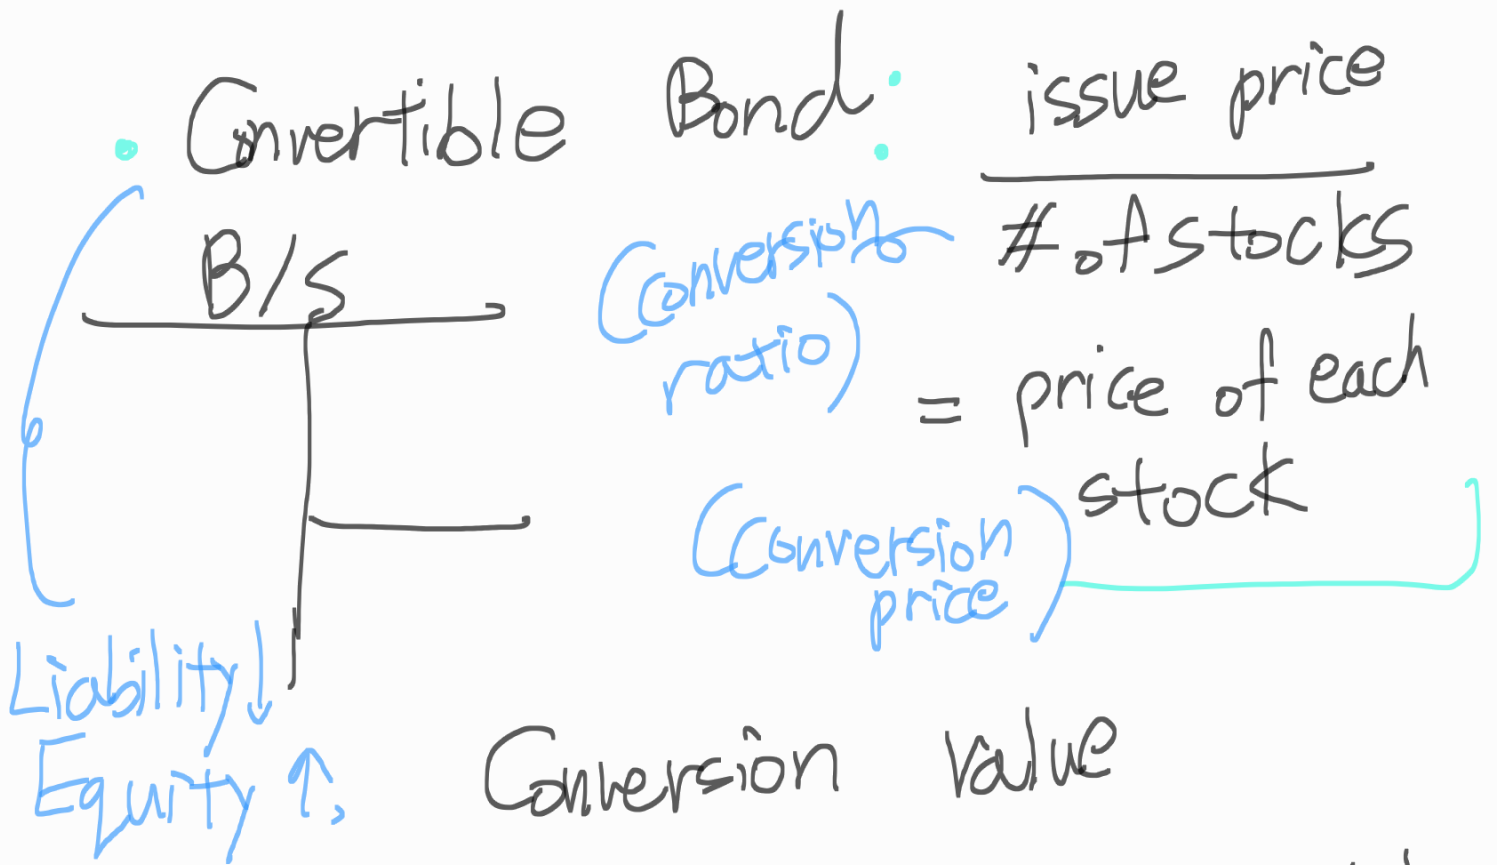 Convertible Bond: issue price
# of stocks
B/S
(Conversion
ratio)
= price of each
stock
(Conversion
price)
Liability ↓
Equity ↑,
Conversion value